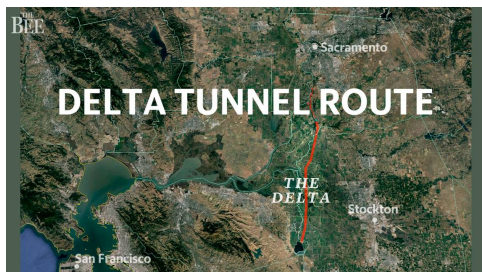 THE
BEE
Sacramento
DELTA TUNNEL ROUTE
THE
DELTA
Stockton
San Francisco